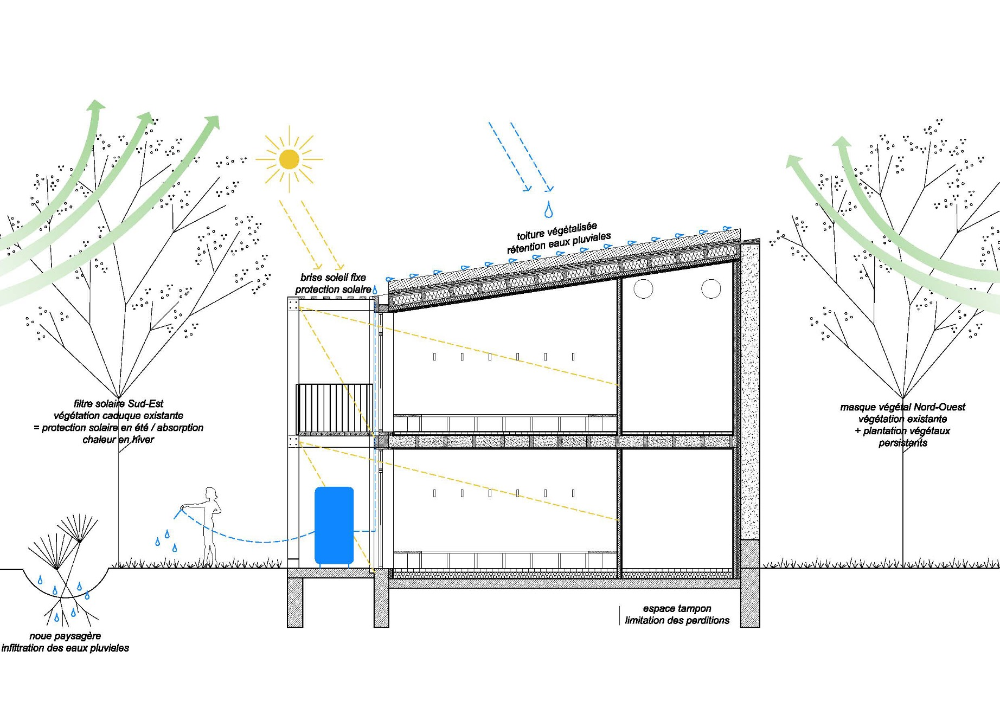 toiture végétalisée
rétention eaux pluviales
brise soleil fixe
protection solaire
filtre solaire Sud-Est
végétation caduque existante
= protection solaire en été / absorption
chaleur en hiver
masque végétal Nord-Ouest
végétation existante
+ plantation végétaux
persistants
espace tampon
limitation des perditions
noue paysagère
infiltration des eaux pluviales